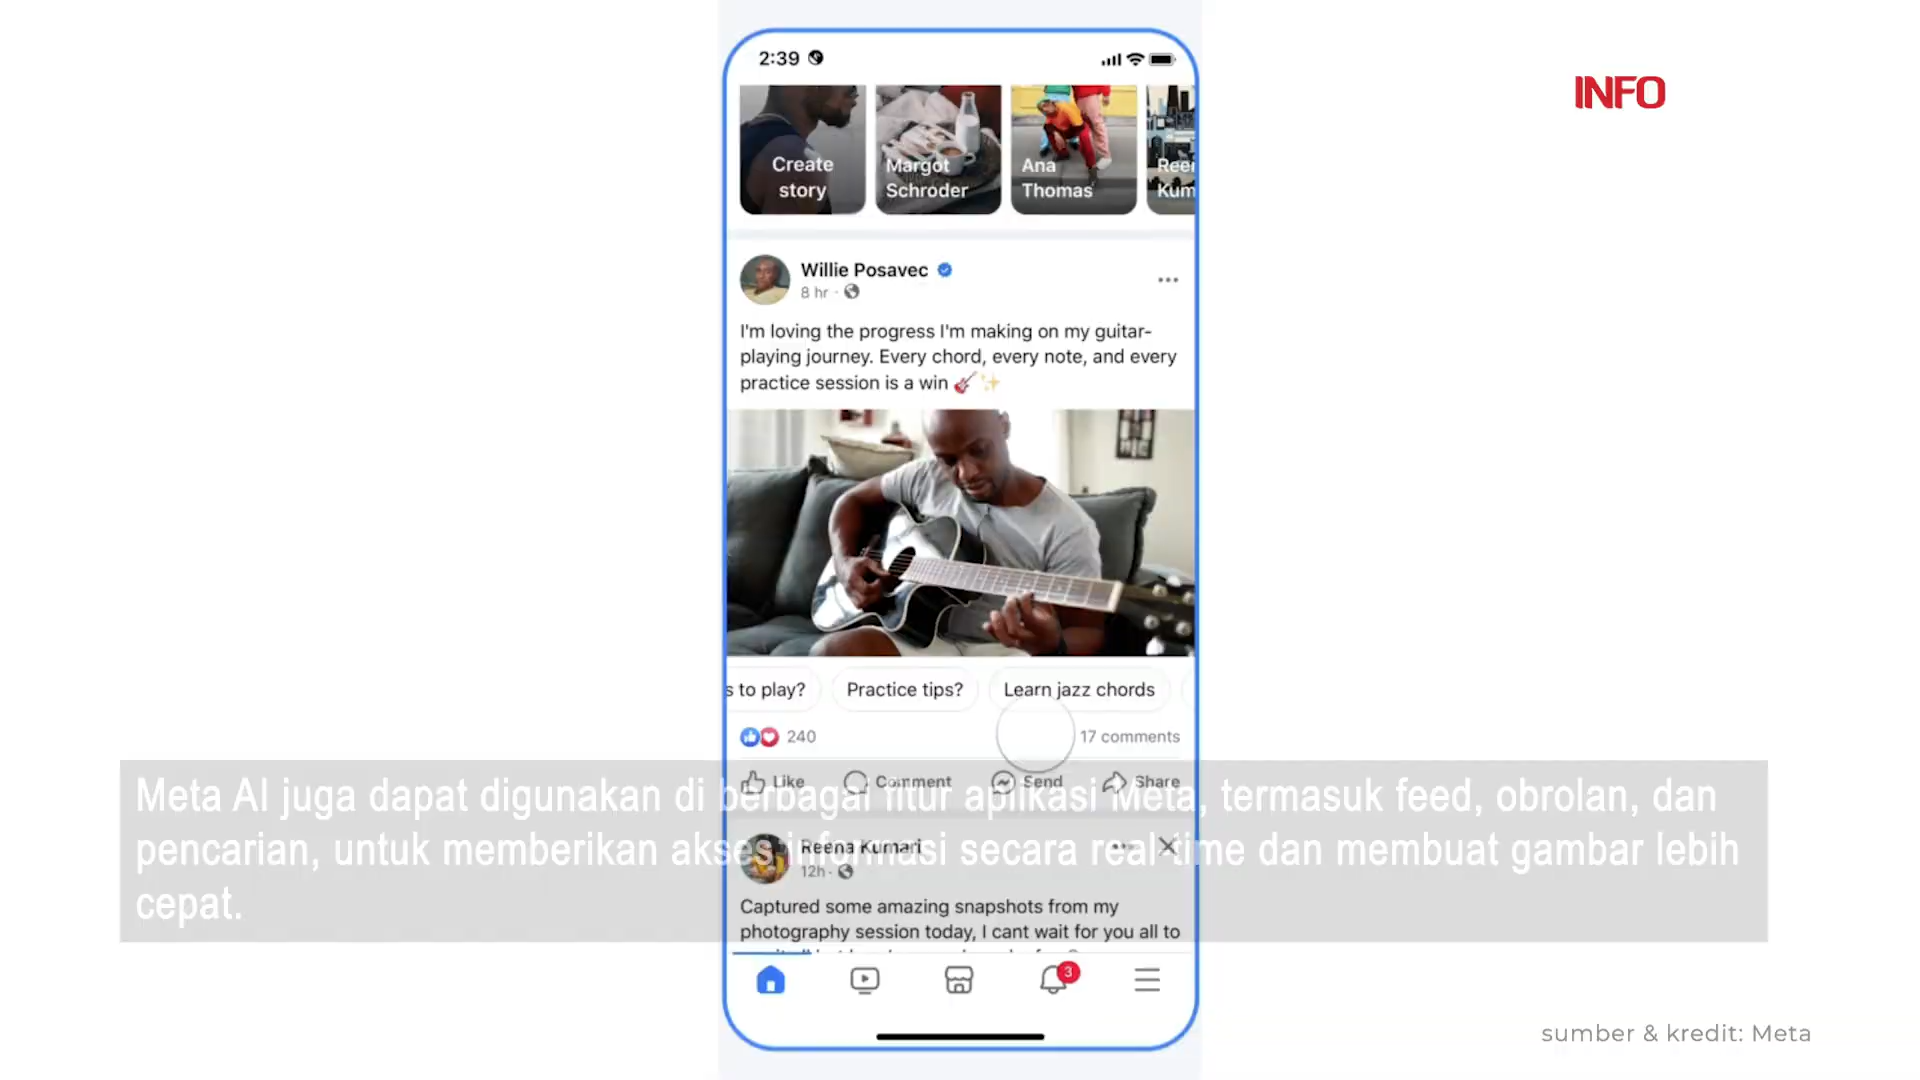 2:39
INFO
Create
story
Margot
Schroder
Ana
Thomas
Willie Posavec
8 hr ·
I'm loving the progress I'm making on my guitar-
playing journey. Every chord, every note, and every
practice session is a win 🎸✨
s to play?
Practice tips?
Learn jazz chords
240
17 comments
Like
Comment
Send
Share
Meta AI juga dapat digunakan di berbagai fitur aplikasi Meta, termasuk feed, obrolan, dan
pencarian, untuk memberikan akses informasi secara real-time dan membuat gambar lebih
cepat.
Reena Kumari
12h ·
Captured some amazing snapshots from my
photography session today, I cant wait for you all to
3
sumber & kredit: Meta